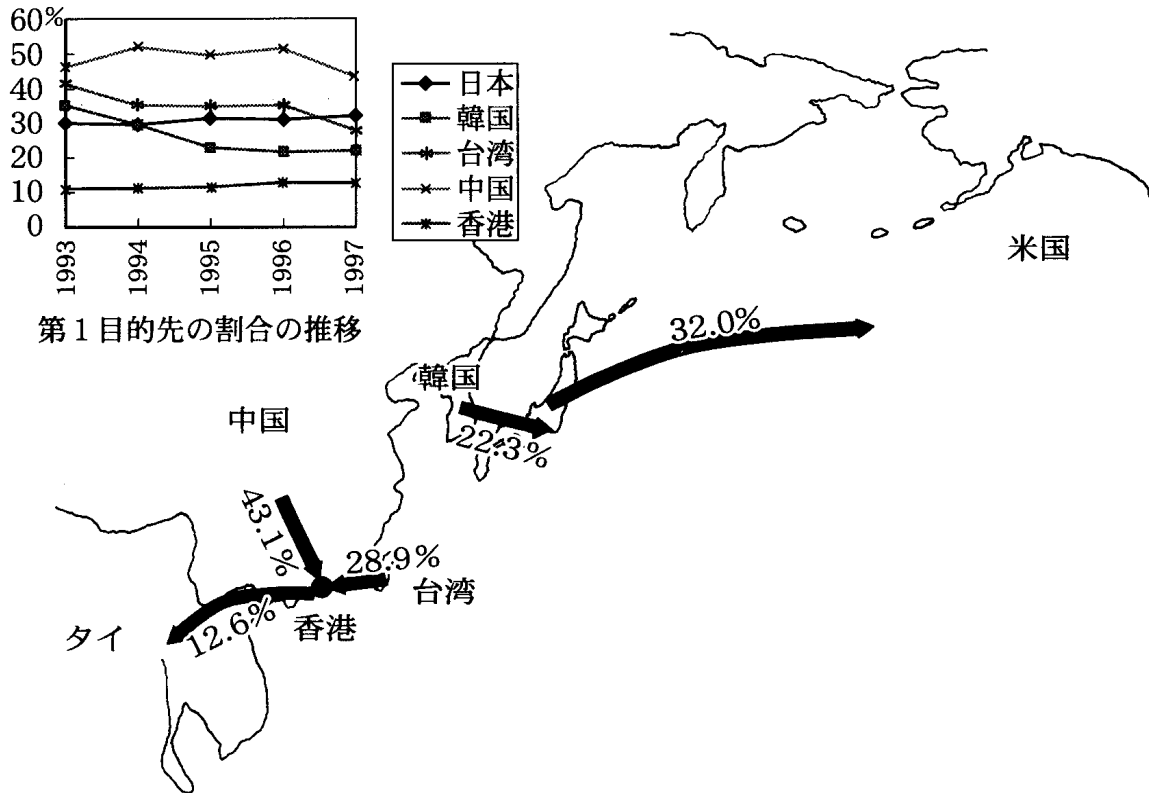 60%
50
40
30
20
10
0
1993
1994
1995
1996
1997
第1目的先の割合の推移
日本
韓国
台湾
中国
香港
米国
32.0%
韓国
22.3%
中国
43.1%
28.9%
台湾
香港
12.6%
タイ